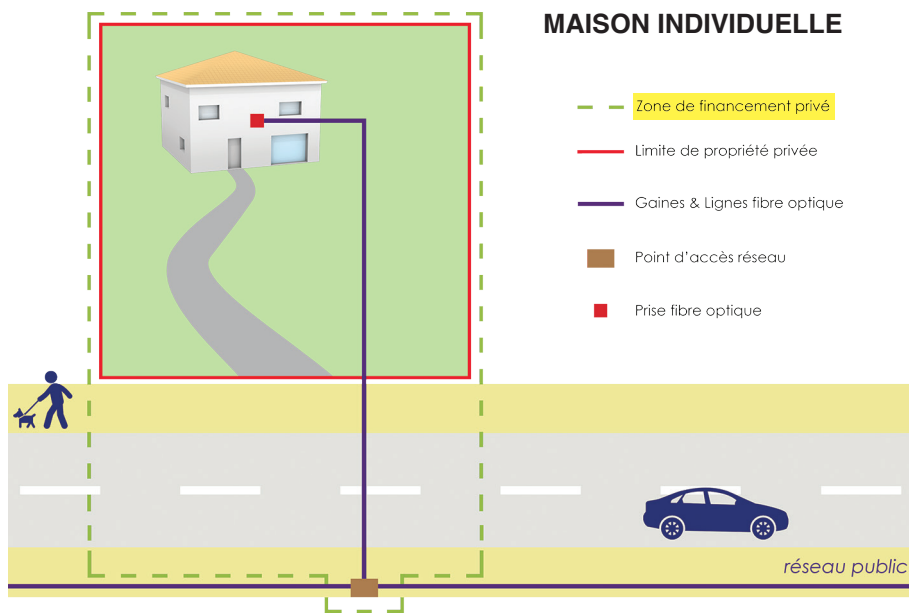 MAISON INDIVIDUELLE
Zone de financement privé
Limite de propriété privée
Gaines & Lignes fibre optique
Point d’accès réseau
Prise fibre optique
réseau public